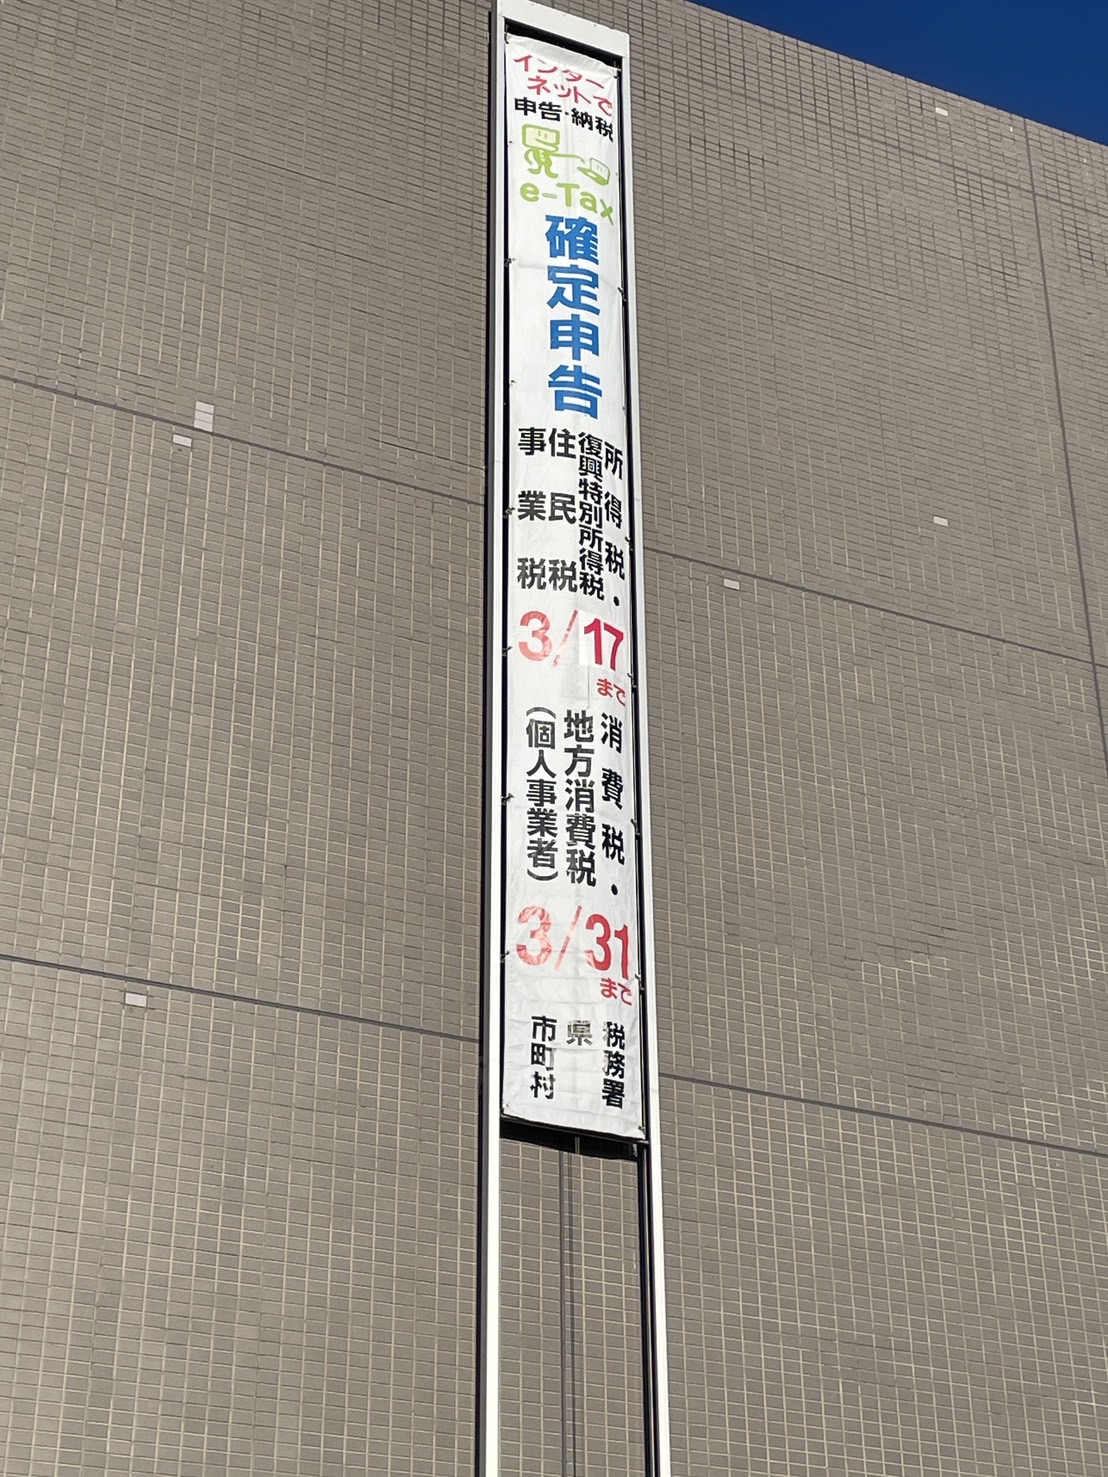 インター
ネットで
申告・納税
e-Tax
確定申告
所得税・
復興特別所得税
住民税
事業税
3/17
まで
消費税・
地方消費税
（個人事業者）
3/31
まで
税務署
県
市町村